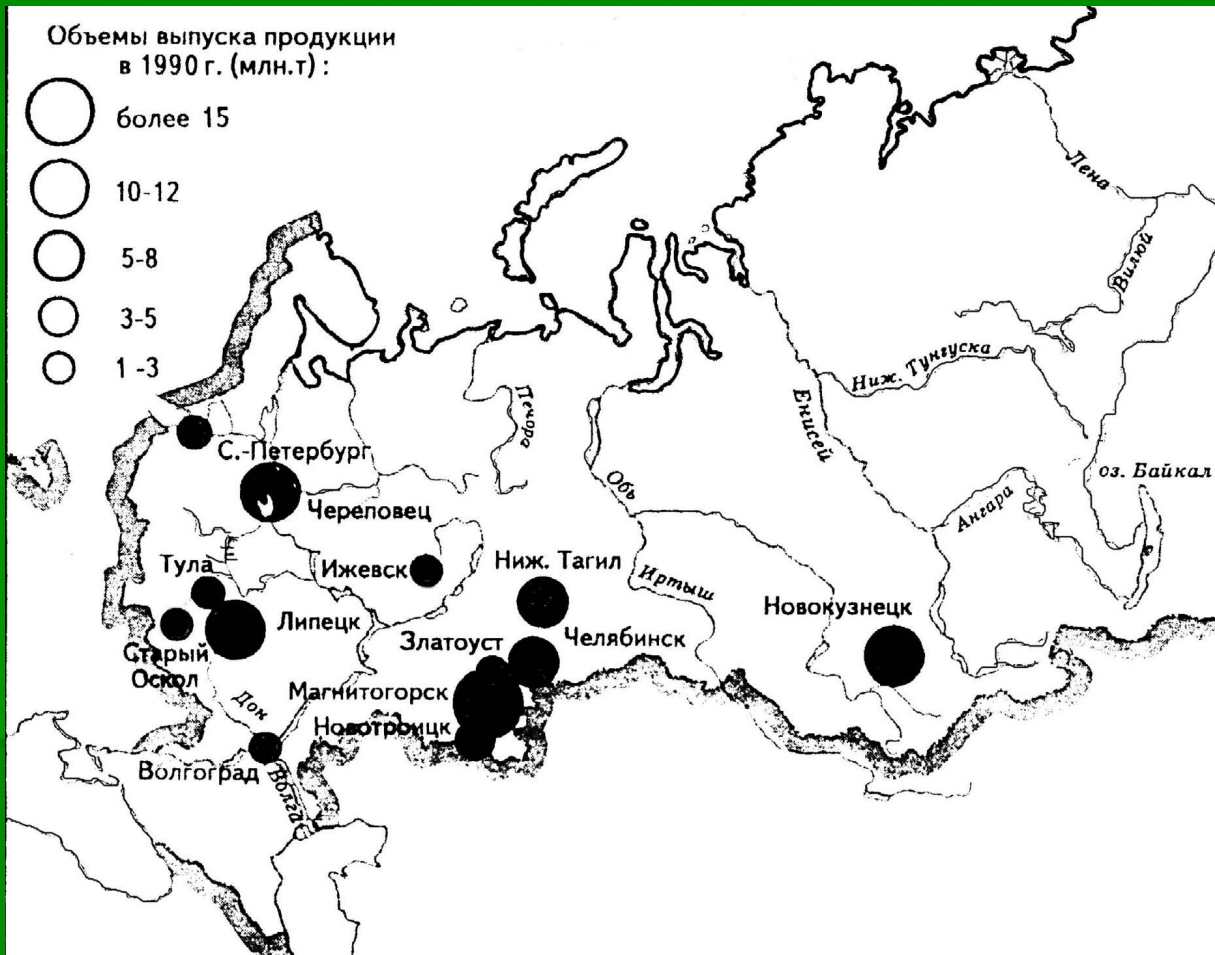 Объемы выпуска продукции
в 1990 г. (млн.т) :
более 15
10-12
5-8
3-5
1-3
Лена
Вилюй
Ниж. Тунгуска
Печора
Енисей
С.-Петербург
оз. Байкал
Обь
Ангара
Череповец
Тула
Ижевск
Ниж. Тагил
Иртыш
Новокузнецк
Липецк
Златоуст
Челябинск
Старый
Оскол
Магнитогорск
Дон
Новотроицк
Волгоград
Волга